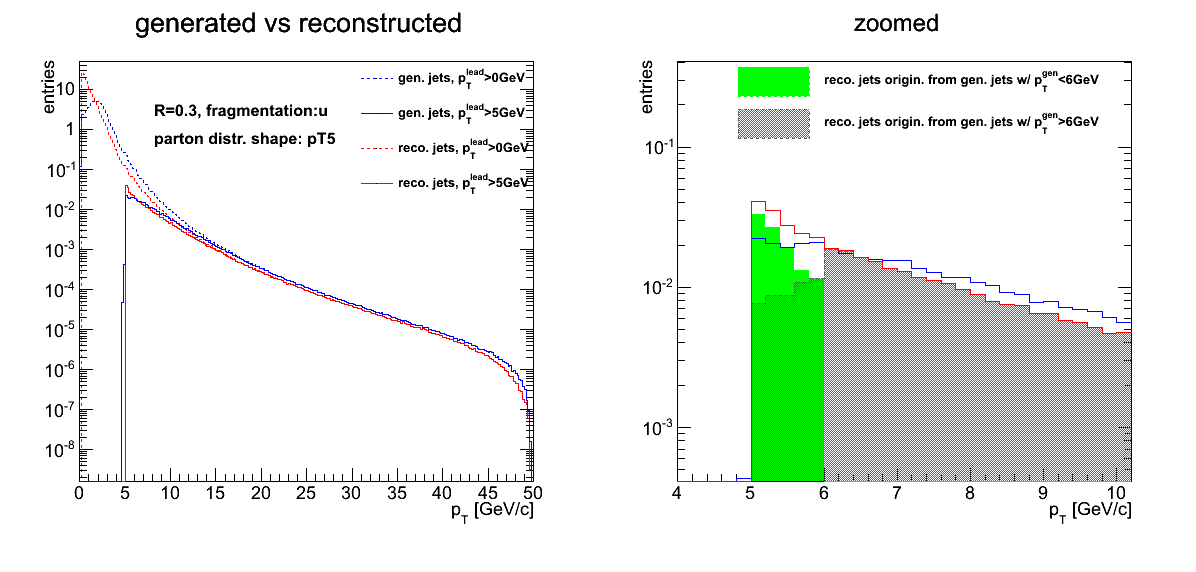 generated vs reconstructed
entries
gen. jets, p_T^lead>0GeV
gen. jets, p_T^lead>5GeV
reco. jets, p_T^lead>0GeV
reco. jets, p_T^lead>5GeV
R=0.3, fragmentation:u
parton distr. shape: pT5
10
1
10^-1
10^-2
10^-3
10^-4
10^-5
10^-6
10^-7
10^-8
0 5 10 15 20 25 30 35 40 45 50
p_T [GeV/c]
zoomed
entries
reco. jets origin. from gen. jets w/ p_T^gen<6GeV
reco. jets origin. from gen. jets w/ p_T^gen>6GeV
10^-1
10^-2
10^-3
4 5 6 7 8 9 10
p_T [GeV/c]